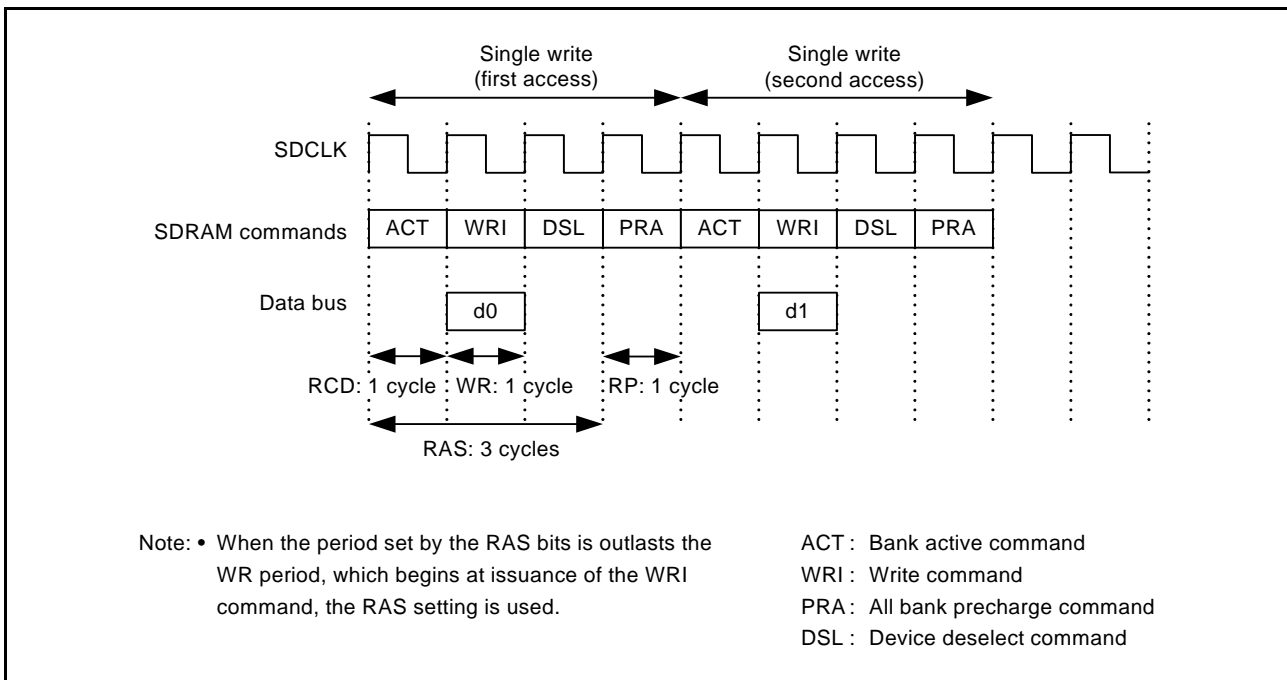 Single write
(first access)
Single write
(second access)
SDCLK
SDRAM commands
ACT WRI DSL PRA ACT WRI DSL PRA
Data bus
d0 d1
RCD: 1 cycle WR: 1 cycle RP: 1 cycle
RAS: 3 cycles
Note: • When the period set by the RAS bits is outlasts the
WR period, which begins at issuance of the WRI
command, the RAS setting is used.
ACT : Bank active command
WRI : Write command
PRA : All bank precharge command
DSL : Device deselect command